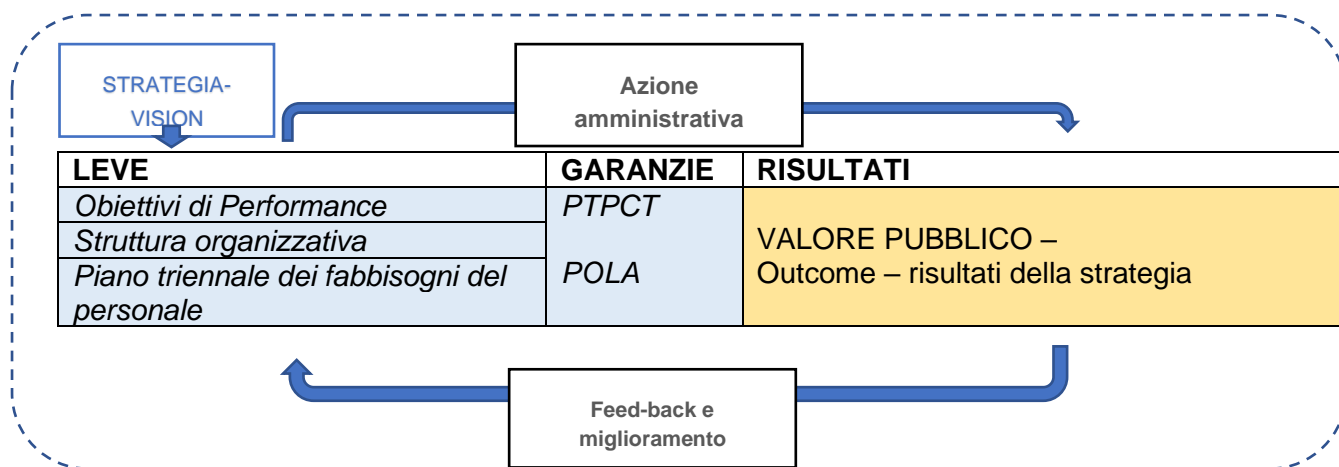 STRATEGIA-
VISION
Azione
amministrativa
LEVE GARANZIE RISULTATI
Obiettivi di Performance PTPCT
Struttura organizzativa
VALORE PUBBLICO –
Piano triennale dei fabbisogni del POLA Outcome – risultati della strategia
personale
Feed-back e
miglioramento